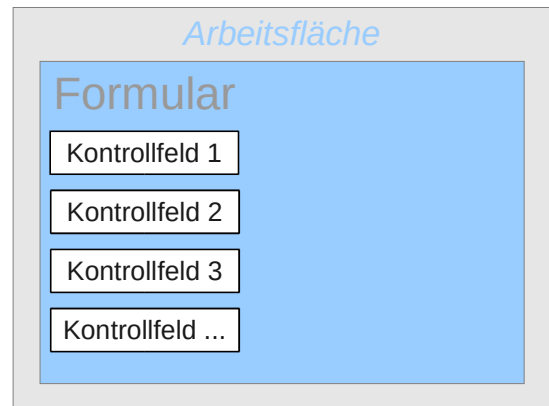 Arbeitsfläche
Formular
Kontrollfeld 1
Kontrollfeld 2
Kontrollfeld 3
Kontrollfeld ...